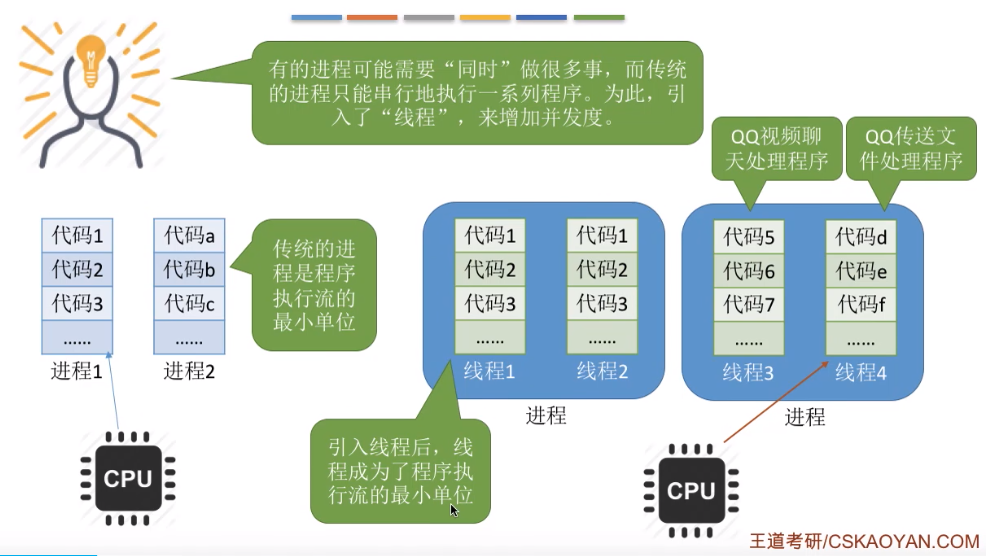 有的进程可能需要“同时”做很多事，而传统
的进程只能串行地执行一系列程序。为此，引
入了“线程”，来增加并发度。
QQ视频聊
天处理程序
QQ传送文
件处理程序
代码1
代码2
代码3
……
进程1
代码a
代码b
代码c
……
进程2
传统的进
程是程序
执行流的
最小单位
代码1
代码2
代码3
……
线程1
代码1
代码2
代码3
……
线程2
进程
代码5
代码6
代码7
……
线程3
代码d
代码e
代码f
……
线程4
进程
引入线程后，线
程成为了程序执
行流的最小单位
CPU
CPU
王道考研/CSKAOYAN.COM